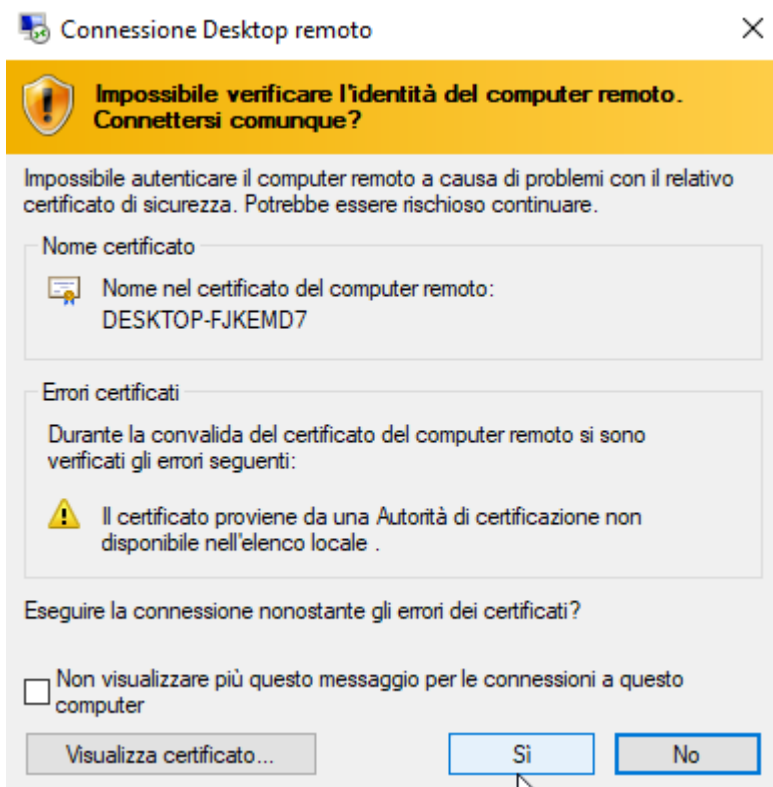 Connessione Desktop remoto
Impossibile verificare l'identità del computer remoto.
Connettersi comunque?
Impossibile autenticare il computer remoto a causa di problemi con il relativo
certificato di sicurezza. Potrebbe essere rischioso continuare.
Nome certificato
Nome nel certificato del computer remoto:
DESKTOP-FJKEMD7
Errori certificati
Durante la convalida del certificato del computer remoto si sono
verificati gli errori seguenti:
Il certificato proviene da una Autorità di certificazione non
disponibile nell'elenco locale .
Eseguire la connessione nonostante gli errori dei certificati?
Non visualizzare più questo messaggio per le connessioni a questo
computer
Visualizza certificato...
Sì
No